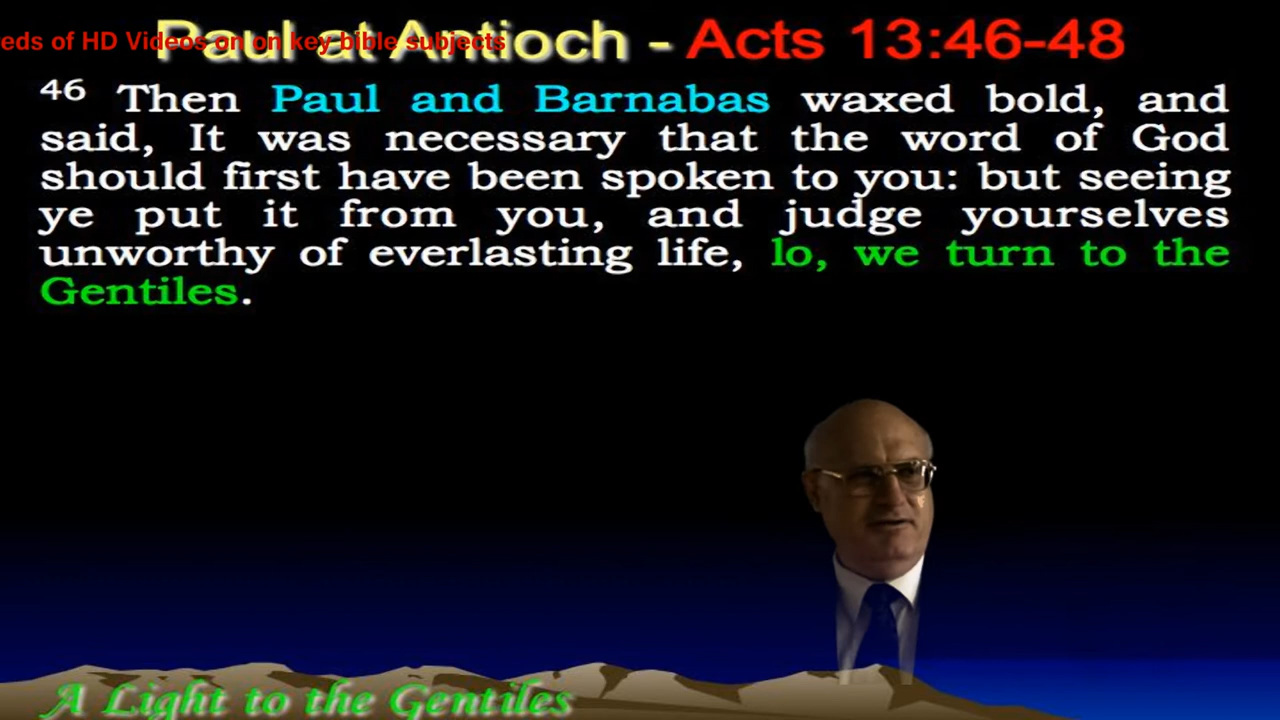 Paul at Antioch - Acts 13:46-48
eds of HD Videos on on key bible subjects
46 Then Paul and Barnabas waxed bold, and
said, It was necessary that the word of God
should first have been spoken to you: but seeing
ye put it from you, and judge yourselves
unworthy of everlasting life, lo, we turn to the
Gentiles.
A Light to the Gentiles